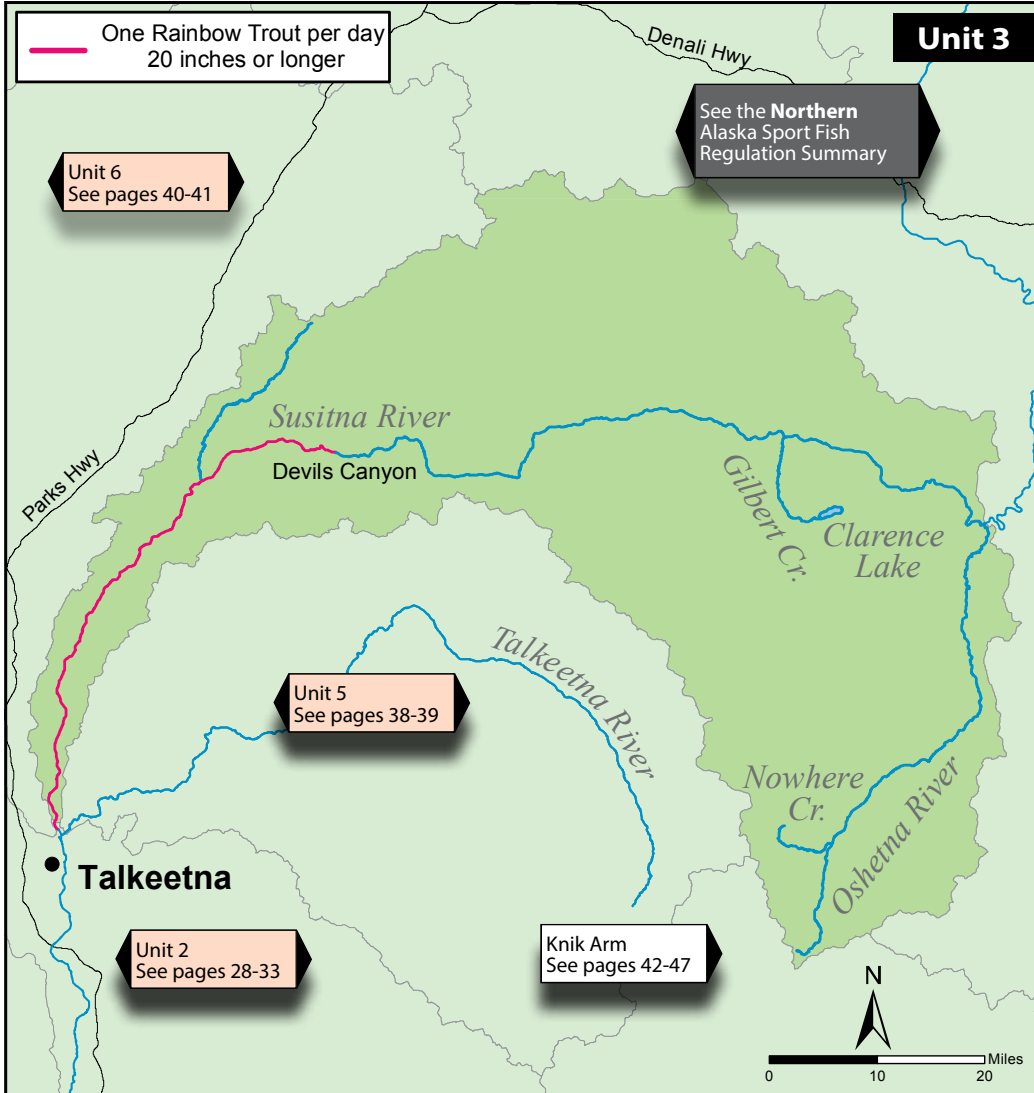 One Rainbow Trout per day
20 inches or longer
Denali Hwy
Unit 3
See the Northern
Alaska Sport Fish
Regulation Summary
Unit 6
See pages 40-41
Parks Hwy
Susitna River
Devils Canyon
Gilbert Cr.
Clarence
Lake
Talkeetna River
Unit 5
See pages 38-39
Nowhere
Cr.
Oshetna River
Talkeetna
Unit 2
See pages 28-33
Knik Arm
See pages 42-47
N
Miles
0 10 20